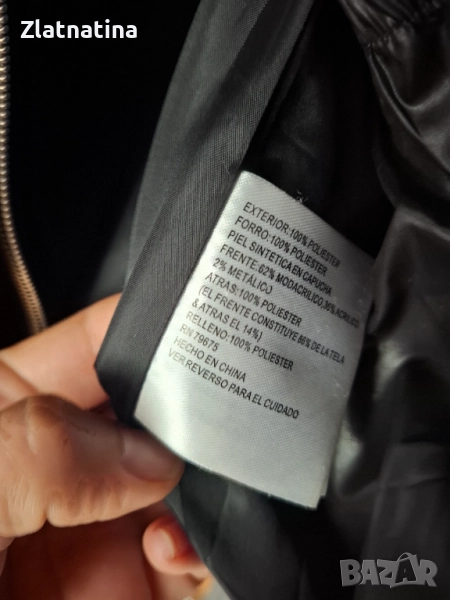 Zlatnatina
EXTERIOR:100% POLIESTER
FORRO:100% POLIESTER
PIEL SINTETICA EN CAPUCHA
FRENTE:62% MODACRILICO,36% ACRILICO
2% METÁLICO)
ATRAS:100% POLIESTER
(EL FRENTE CONSTITUYE 86% DE LA TELA
&ATRAS EL 14%)
RELLENO:100% POLIESTER
RN 79675
HECHO EN CHINA
VER REVERSO PARA EL CUIDADO
BAZAR